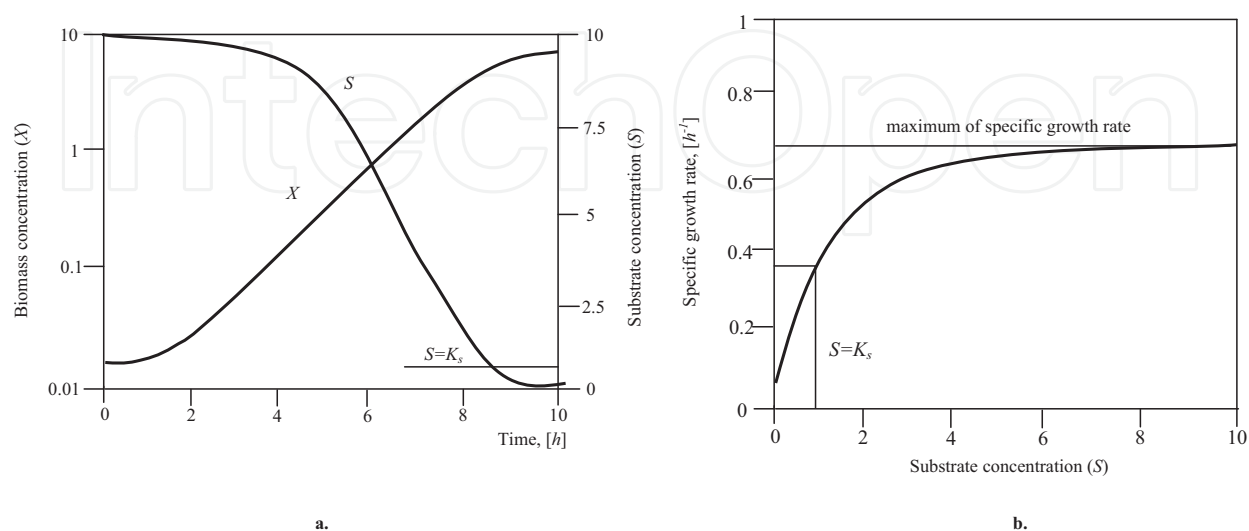 10
1
0.1
0.01
Biomass concentration (X)
S
X
S=Ks
10
7.5
5
2.5
0
Substrate concentration (S)
0 2 4 6 8 10
Time, [h]
a.
1
0.8
0.6
0.4
0.2
0
Specific growth rate, [h-1]
maximum of specific growth rate
S=Ks
0 2 4 6 8 10
Substrate concentration (S)
b.
IntechOpen